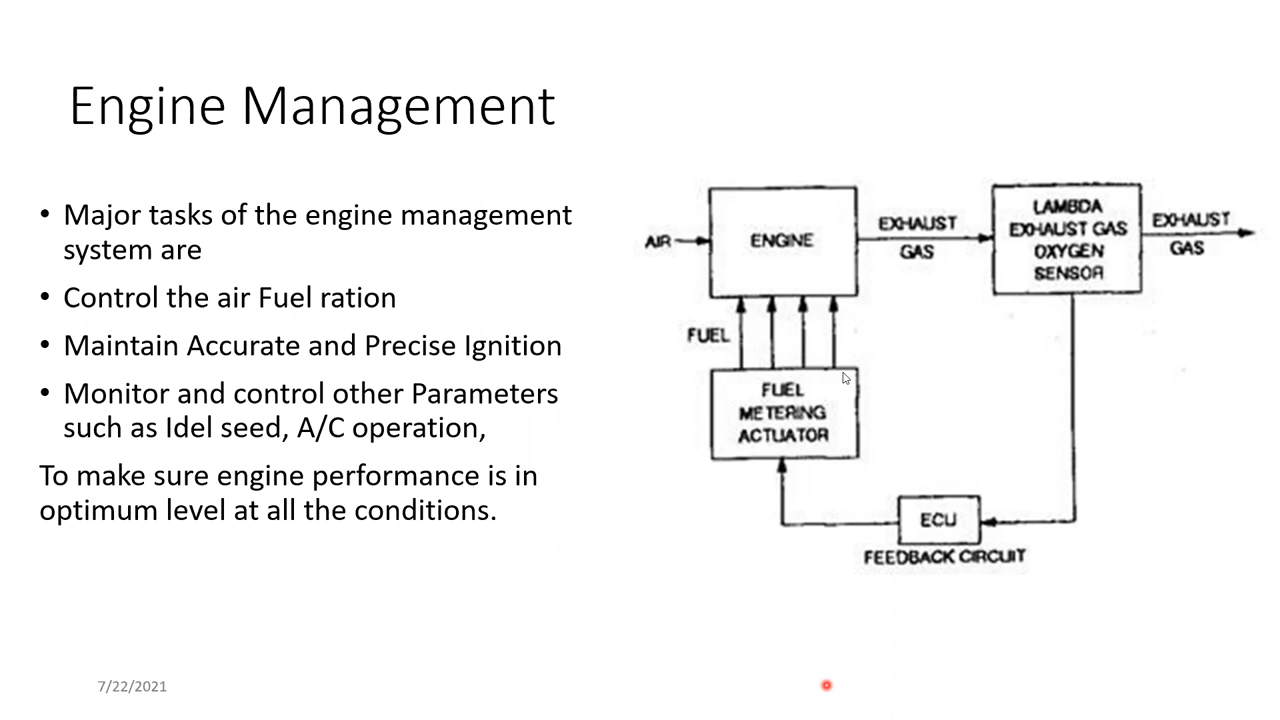 Engine Management
• Major tasks of the engine management
system are
• Control the air Fuel ration
• Maintain Accurate and Precise Ignition
• Monitor and control other Parameters
such as Idel seed, A/C operation,
To make sure engine performance is in
optimum level at all the conditions.
AIR
ENGINE
EXHAUST
GAS
LAMBDA
EXHAUST GAS
OXYGEN
SENSOR
EXHAUST
GAS
FUEL
FUEL
METERING
ACTUATOR
ECU
FEEDBACK CIRCUIT
7/22/2021